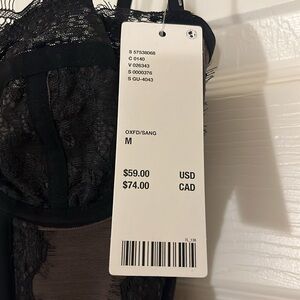 S 57538068
C 0140
V 026343
S 0000376
S GU-4043
OXFD/SANG
M
$59.00 USD
$74.00 CAD